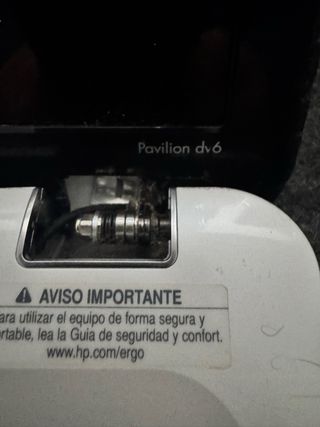 Pavilion dv6
AVISO IMPORTANTE
ara utilizar el equipo de forma segura y
ortable, lea la Guia de seguridad y confort.
www.hp.com/ergo